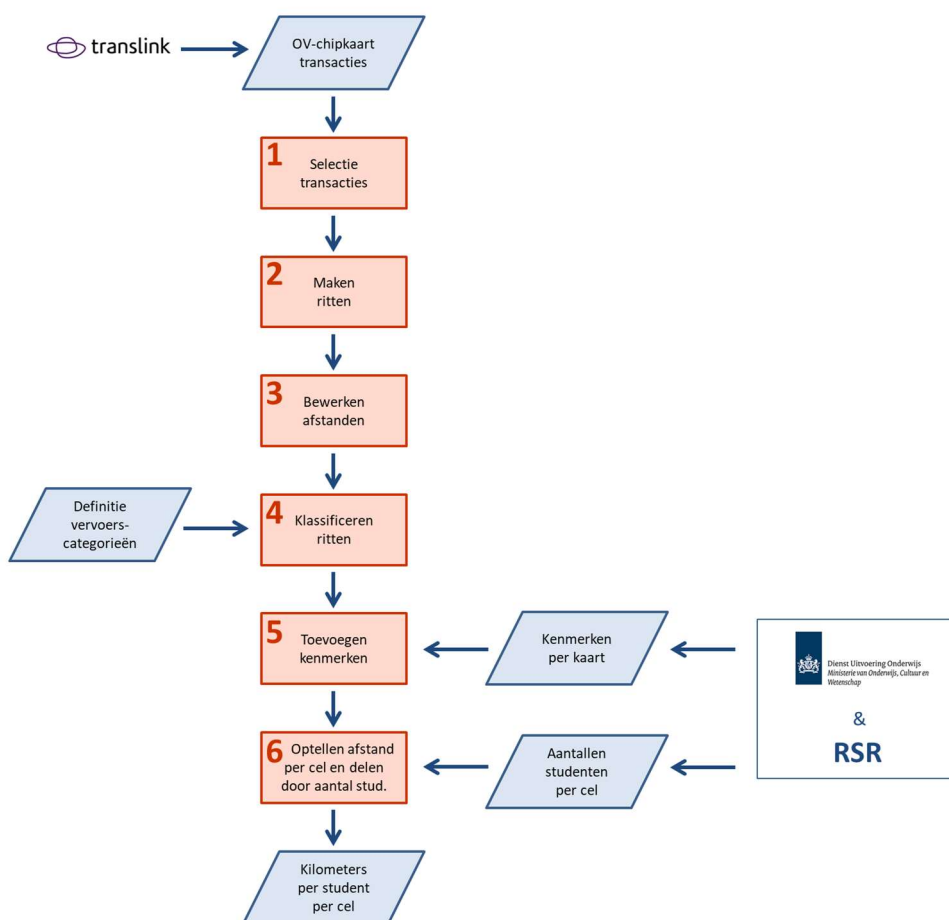 translink
OV-chipkaart
transacties
1
Selectie
transacties
2
Maken
ritten
3
Bewerken
afstanden
Definitie
vervoers-
categorieën
4
Klassificeren
ritten
5
Toevoegen
kenmerken
Kenmerken
per kaart
Dienst Uitvoering Onderwijs
Ministerie van Onderwijs, Cultuur en
Wetenschap
&
RSR
6
Optellen afstand
per cel en delen
door aantal stud.
Aantallen
studenten
per cel
Kilometers
per student
per cel